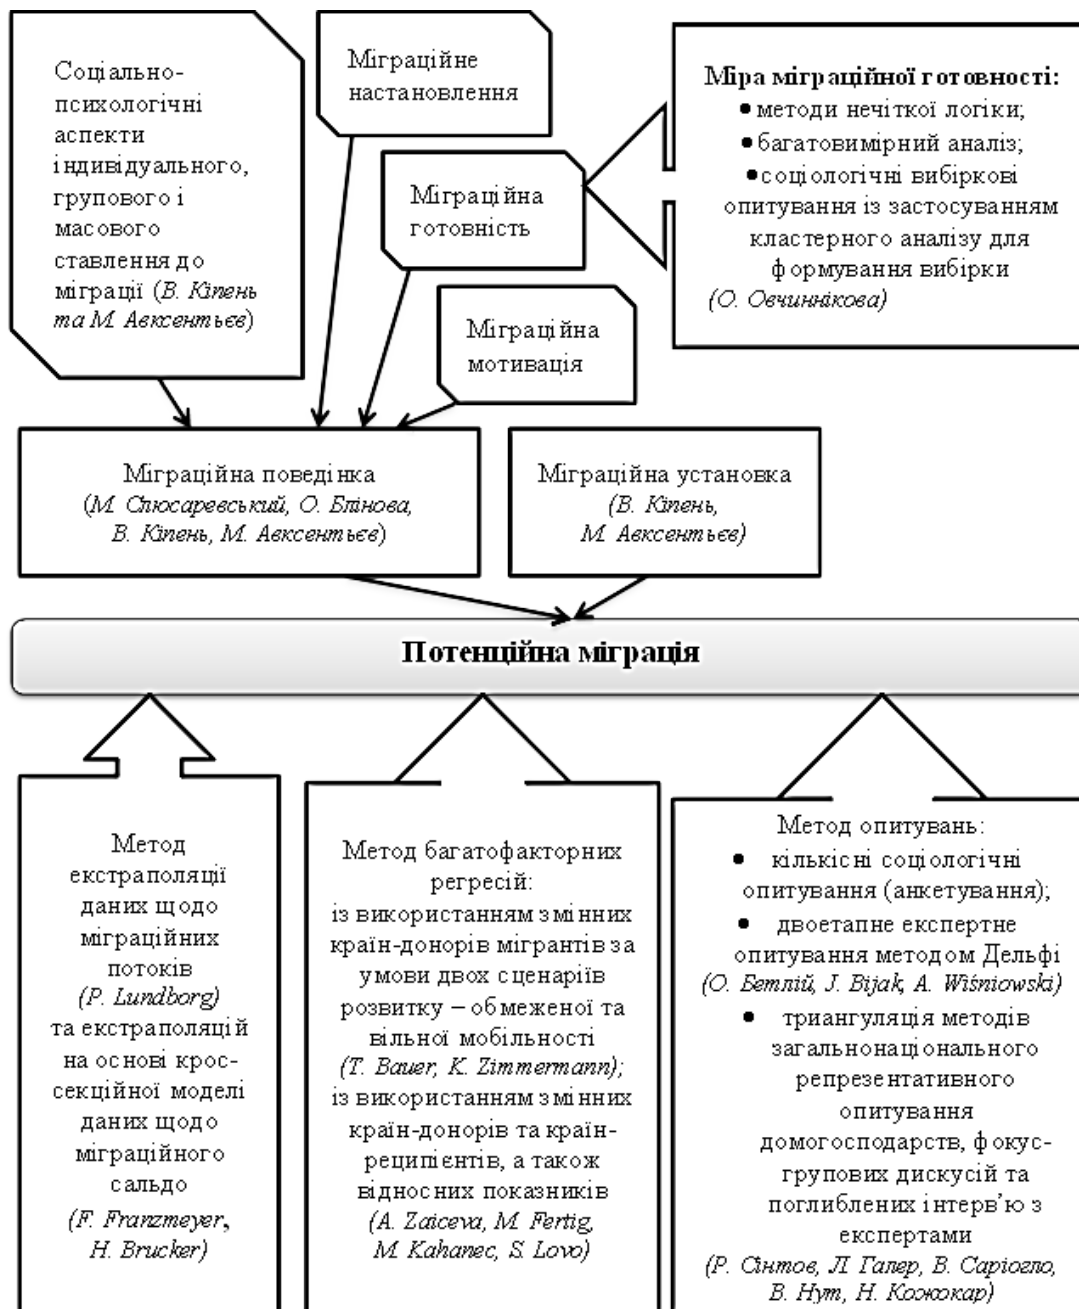 Соціально-
психологічні
аспекти
індивідуального,
групового і
масового
ставлення до
міграції (В. Кіпень
та М. Авксентьєв)
Міграційне
настановлення
Міграційна
готовність
Міграційна
мотивація
Міра міграційної готовності:
● методи нечіткої логіки;
● багатовимірний аналіз;
● соціологічні вибіркові
опитування із застосуванням
кластерного аналізу для
формування вибірки
(О. Овчиннікова)
Міграційна поведінка
(М. Слюсаревський, О. Блінова,
В. Кіпень, М. Авксентьєв)
Міграційна установка
(В. Кіпень,
М. Авксентьєв)
Потенційна міграція
Метод
екстраполяції
даних щодо
міграційних
потоків
(P. Lundborg)
та екстраполяцій
на основі крос-
секційної моделі
даних щодо
міграційного
сальдо
(F. Franzmeyer,
H. Brucker)
Метод багатофакторних
регресій:
із використанням змінних
країн-донорів мігрантів за
умови двох сценаріїв
розвитку – обмеженої та
вільної мобільності
(T. Bauer, K. Zimmermann);
із використанням змінних
країн-донорів та країн-
реципієнтів, а також
відносних показників
(A. Zaiceva, M. Fertig,
M. Kahanec, S. Lovo)
Метод опитувань:
● кількісні соціологічні
опитування (анкетування);
● двоетапне експертне
опитування методом Дельфі
(О. Бетлій, J. Bijak, A. Wiśniowski)
● триангуляція методів
загальнонаціонального
репрезентативного
опитування
домогосподарств, фокус-
групових дискусій та
поглиблених інтерв’ю з
експертами
(Р. Сінтов, Л. Галер, В. Саріогло,
В. Нут, Н. Кожокар)